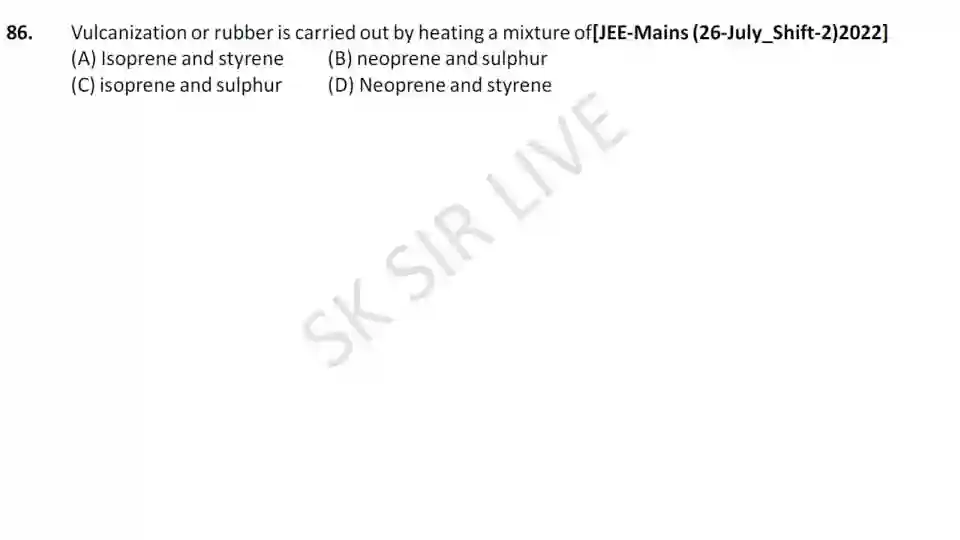 86. Vulcanization or rubber is carried out by heating a mixture of[JEE-Mains (26-July_Shift-2)2022]
(A) Isoprene and styrene (B) neoprene and sulphur
(C) isoprene and sulphur (D) Neoprene and styrene
SK SIR LIVE